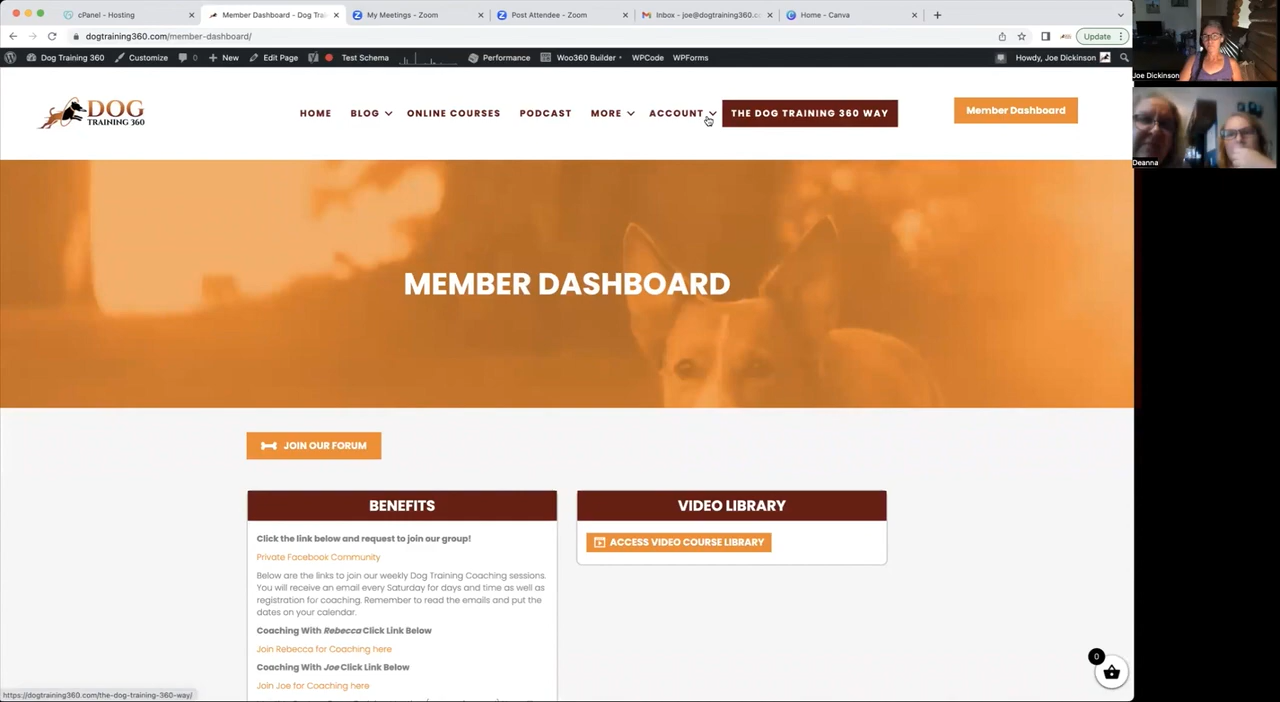 cPanel - Hosting
Member Dashboard - Dog Trai
My Meetings - Zoom
Post Attendee - Zoom
Inbox - joe@dogtraining360.co
Home - Canva
dogtraining360.com/member-dashboard/
Update
Dog Training 360
Customize
0
New
Edit Page
Test Schema
Performance
Woo360 Builder
WPCode
WPForms
Howdy, Joe Dickinson
Joe Dickinson
Deanna
DOG
TRAINING 360
HOME
BLOG
ONLINE COURSES
PODCAST
MORE
ACCOUNT
THE DOG TRAINING 360 WAY
Member Dashboard
MEMBER DASHBOARD
JOIN OUR FORUM
BENEFITS
Click the link below and request to join our group!
Private Facebook Community
Below are the links to join our weekly Dog Training Coaching sessions.
You will receive an email every Saturday for days and time as well as
registration for coaching. Remember to read the emails and put the
dates on your calendar.
Coaching With Rebecca Click Link Below
Join Rebecca for Coaching here
Coaching With Joe Click Link Below
Join Joe for Coaching here
VIDEO LIBRARY
ACCESS VIDEO COURSE LIBRARY
0
https://dogtraining360.com/the-dog-training-360-way/